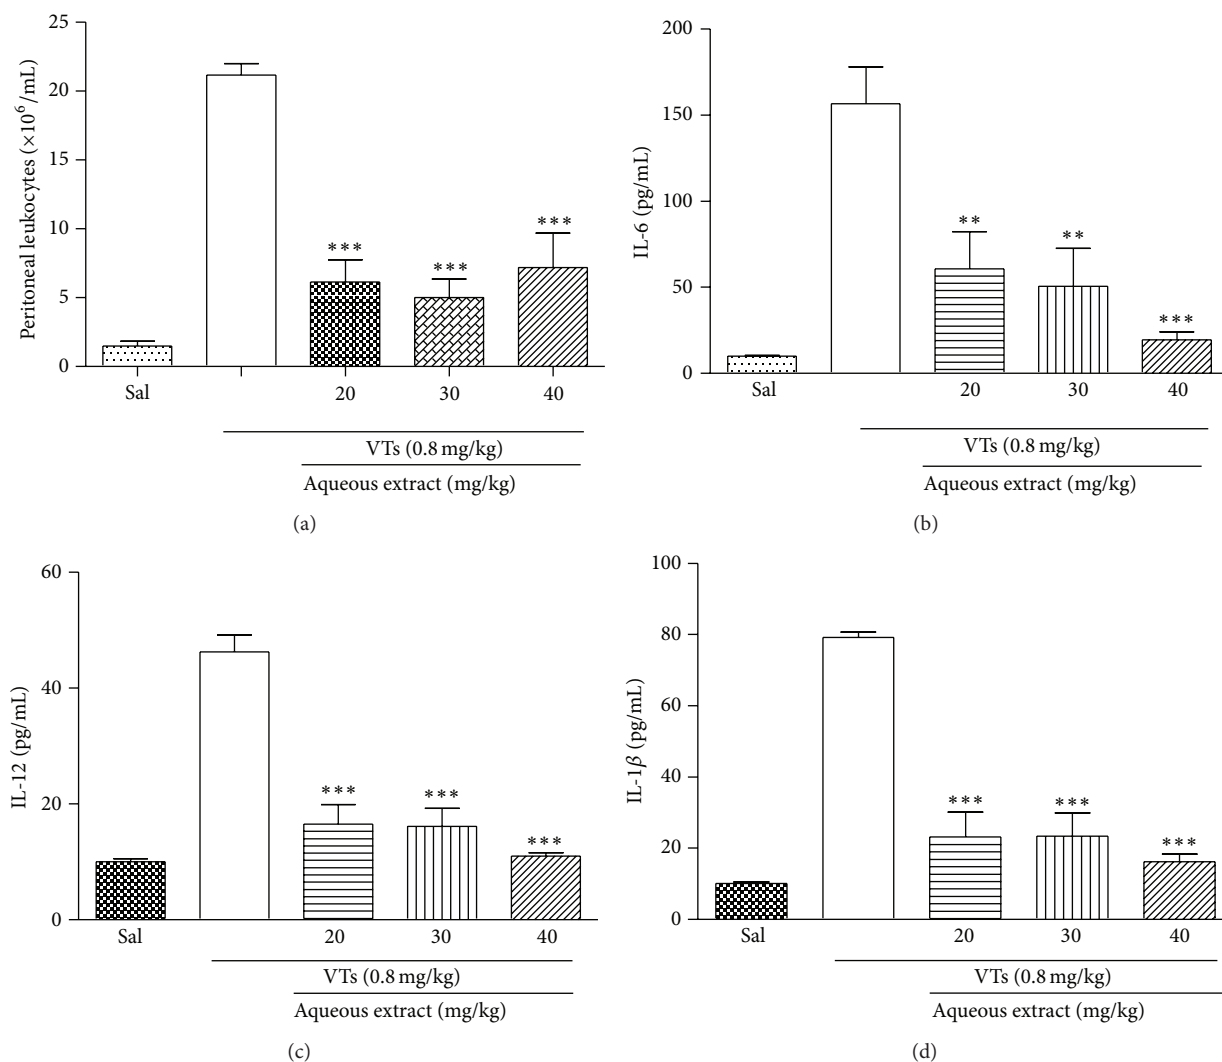 25
20
15
10
5
0
Peritoneal leukocytes (×10⁶/mL)
***
***
***
Sal
20
30
40
VTs (0.8 mg/kg)
Aqueous extract (mg/kg)
(a)
200
150
100
50
0
IL-6 (pg/mL)
**
**
***
Sal
20
30
40
VTs (0.8 mg/kg)
Aqueous extract (mg/kg)
(b)
60
40
20
0
IL-12 (pg/mL)
***
***
***
Sal
20
30
40
VTs (0.8 mg/kg)
Aqueous extract (mg/kg)
(c)
100
80
60
40
20
0
IL-1β (pg/mL)
***
***
***
Sal
20
30
40
VTs (0.8 mg/kg)
Aqueous extract (mg/kg)
(d)